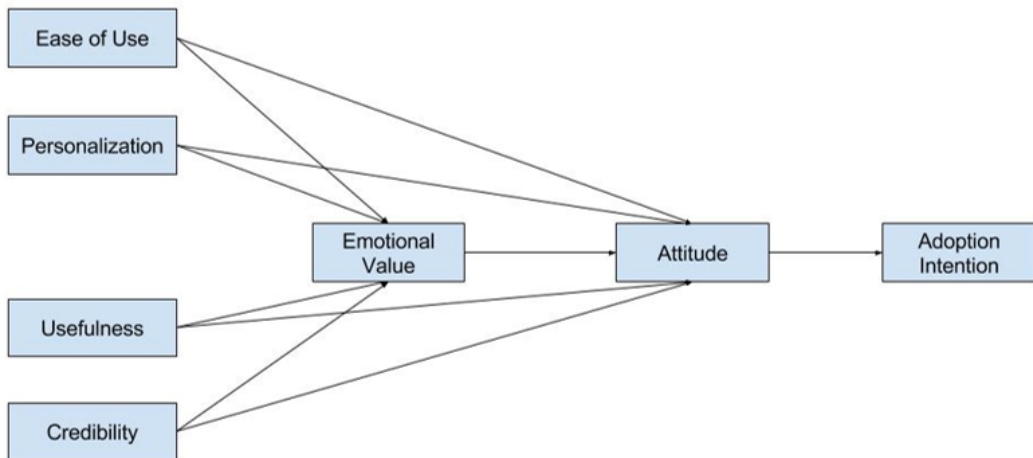 Ease of Use
Personalization
Emotional
Value
Attitude
Adoption
Intention
Usefulness
Credibility